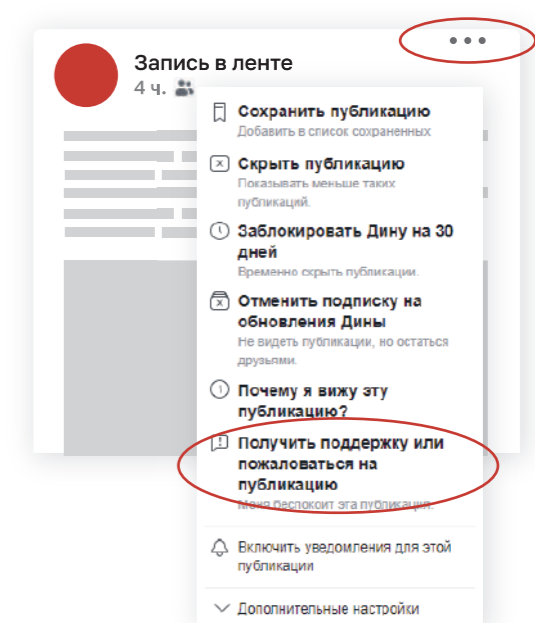 Запись в ленте
4 ч.
Сохранить публикацию
Добавить в список сохраненных
Скрыть публикацию
Показывать меньше таких
публикаций.
Заблокировать Дину на 30
дней
Временно скрыть публикации.
Отменить подписку на
обновления Дины
Не видеть публикации, но остаться
друзьями.
Почему я вижу эту
публикацию?
Получить поддержку или
пожаловаться на
публикацию
Меня беспокоит эта публикация.
Включить уведомления для этой
публикации
Дополнительные настройки